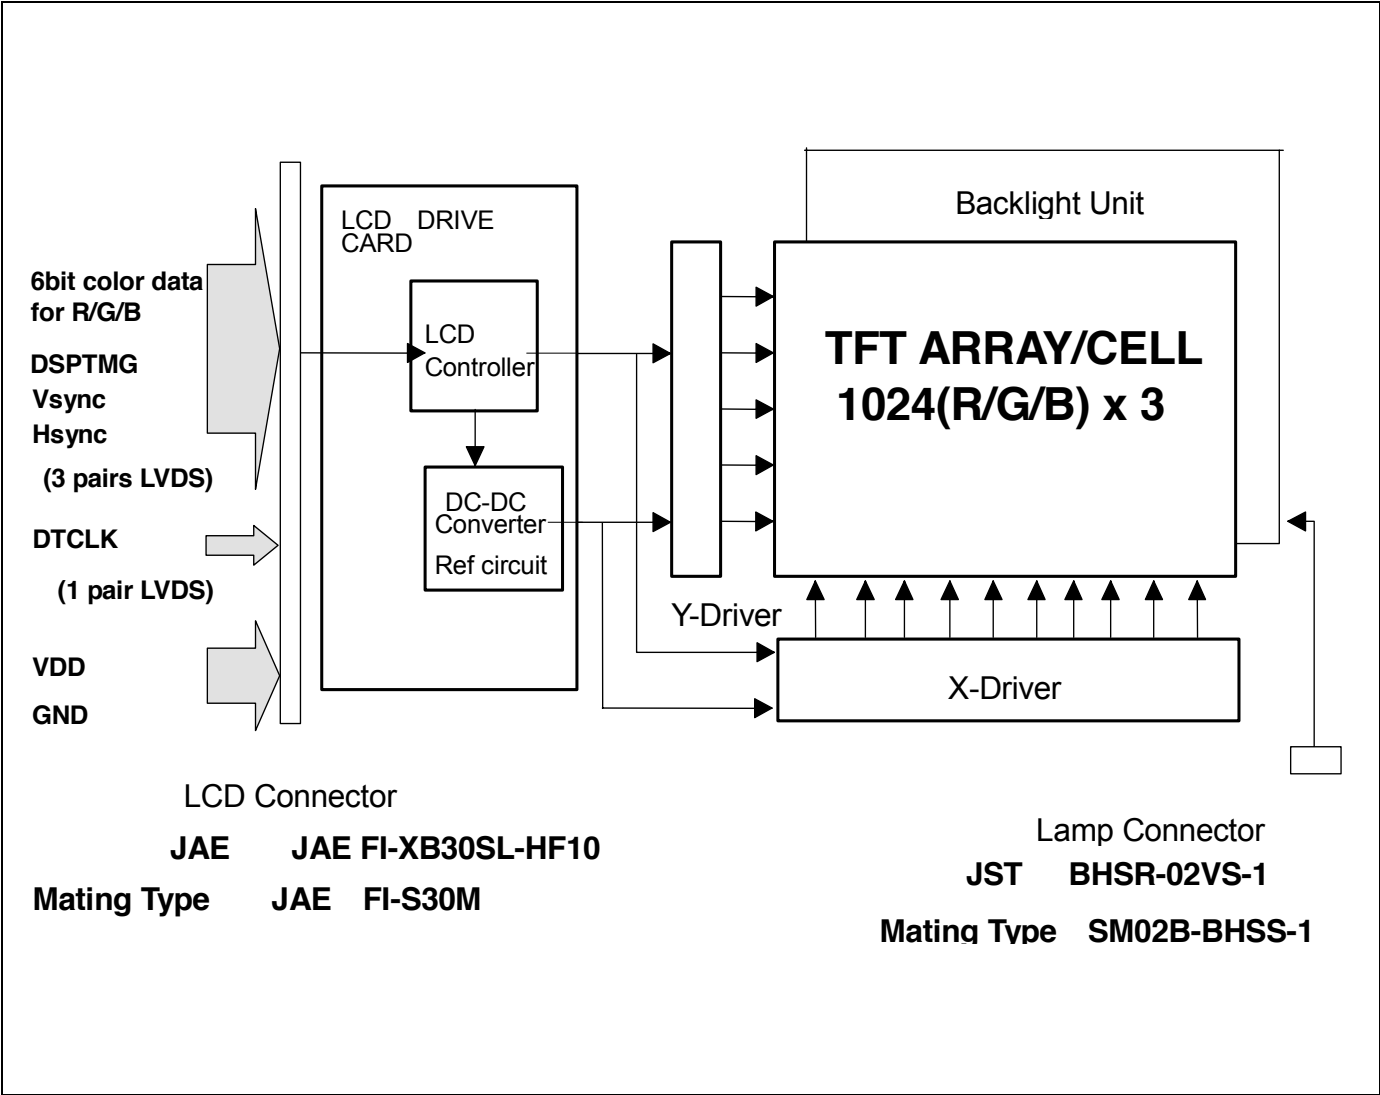 Backlight Unit
LCD DRIVE
CARD
6bit color data
for R/G/B
DSPTMG
Vsync
Hsync
(3 pairs LVDS)
DTCLK
(1 pair LVDS)
VDD
GND
LCD
Controller
DC-DC
Converter
Ref circuit
TFT ARRAY/CELL
1024(R/G/B) x 3
Y-Driver
X-Driver
LCD Connector
JAE JAE FI-XB30SL-HF10
Mating Type JAE FI-S30M
Lamp Connector
JST BHSR-02VS-1
Mating Type SM02B-BHSS-1